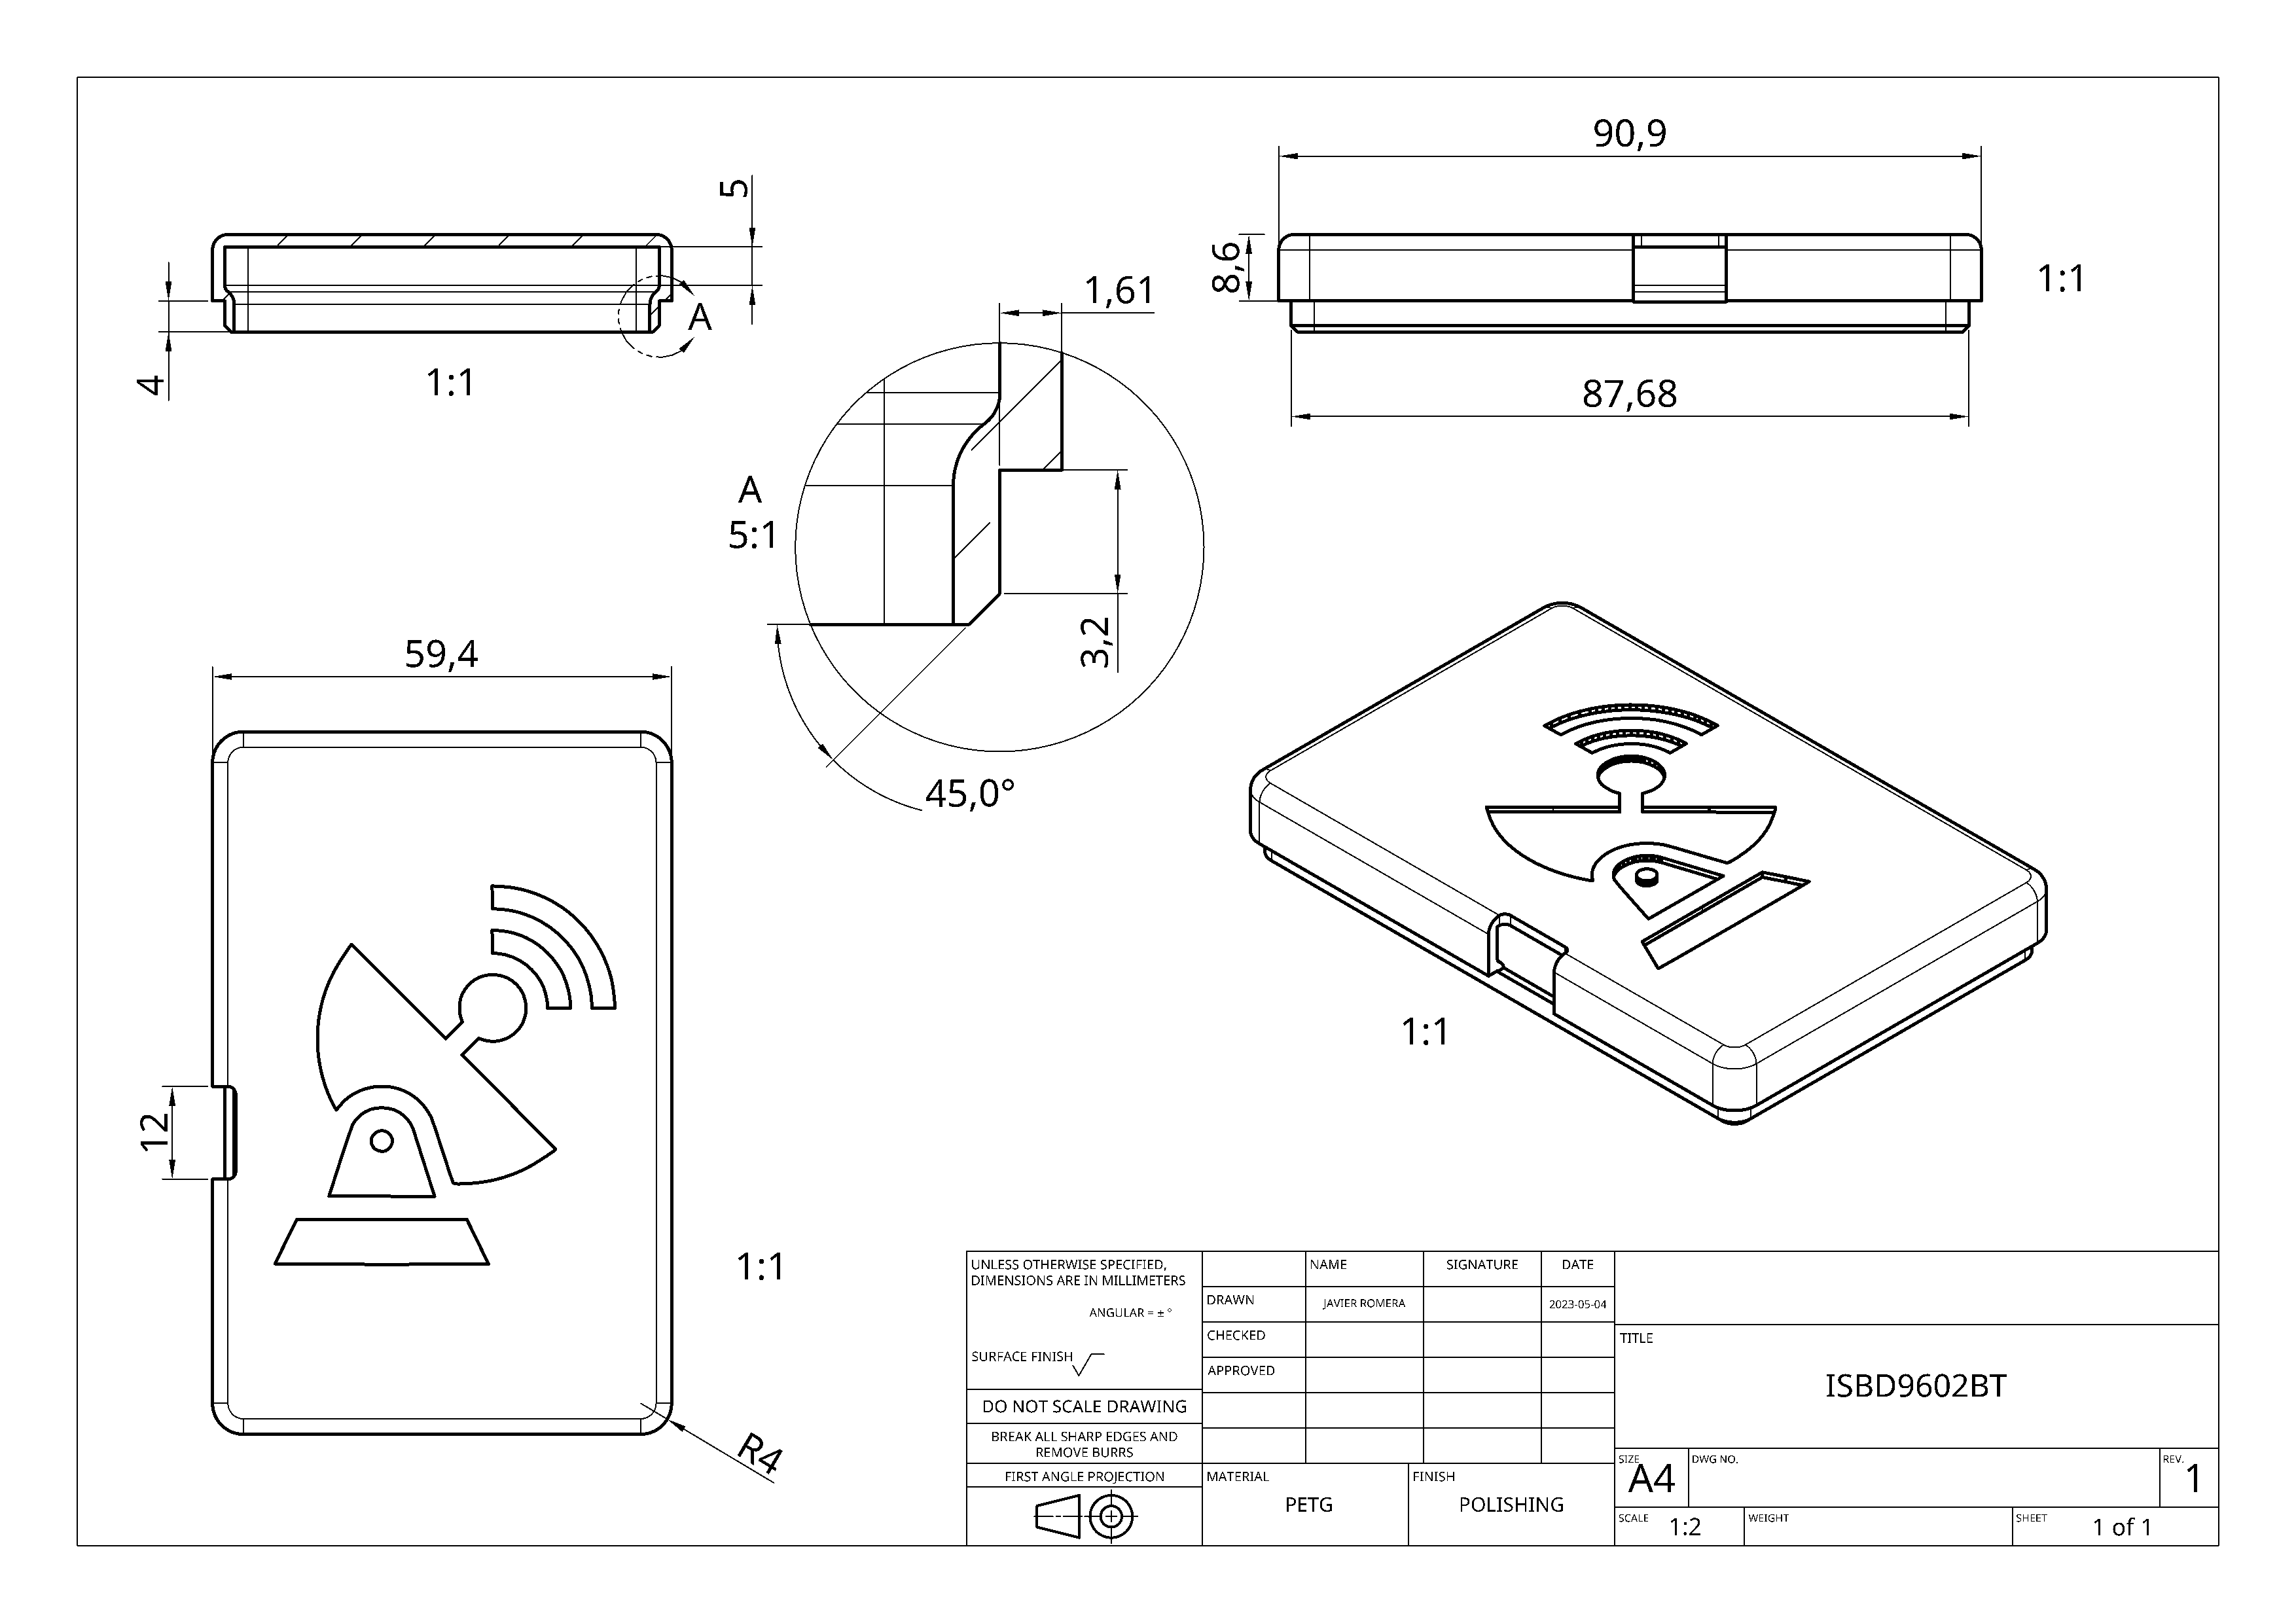 90,9
5
8,6
1:1
1,61
A
4
1:1
87,68
A
5:1
3,2
59,4
45,0°
1:1
12
1:1
R4
UNLESS OTHERWISE SPECIFIED,
DIMENSIONS ARE IN MILLIMETERS
ANGULAR = ± °
SURFACE FINISH
DO NOT SCALE DRAWING
BREAK ALL SHARP EDGES AND
REMOVE BURRS
FIRST ANGLE PROJECTION
NAME SIGNATURE DATE
DRAWN JAVIER ROMERA 2023-05-04
CHECKED
APPROVED
MATERIAL
PETG
FINISH
POLISHING
TITLE
ISBD9602BT
SIZE
A4
DWG NO.
REV.
1
SCALE 1:2
WEIGHT
SHEET 1 of 1